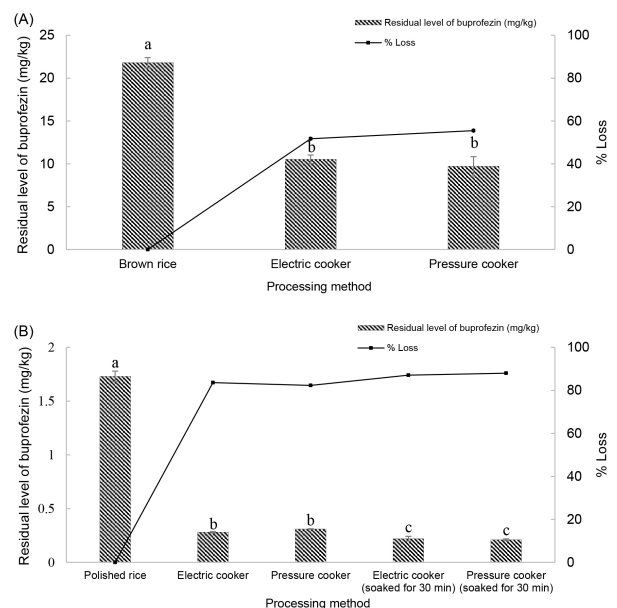 (A)
Residual level of buprofezin (mg/kg)
% Loss
a
b
b
25
20
15
10
5
0
100
80
60
40
20
0
Residual level of buprofezin (mg/kg)
% Loss
Brown rice
Electric cooker
Pressure cooker
Processing method
(B)
Residual level of buprofezin (mg/kg)
% Loss
a
b
b
c
c
2
1.5
1
0.5
0
100
80
60
40
20
0
Residual level of buprofezin (mg/kg)
% Loss
Polished rice
Electric cooker
Pressure cooker
Electric cooker
(soaked for 30 min)
Pressure cooker
(soaked for 30 min)
Processing method